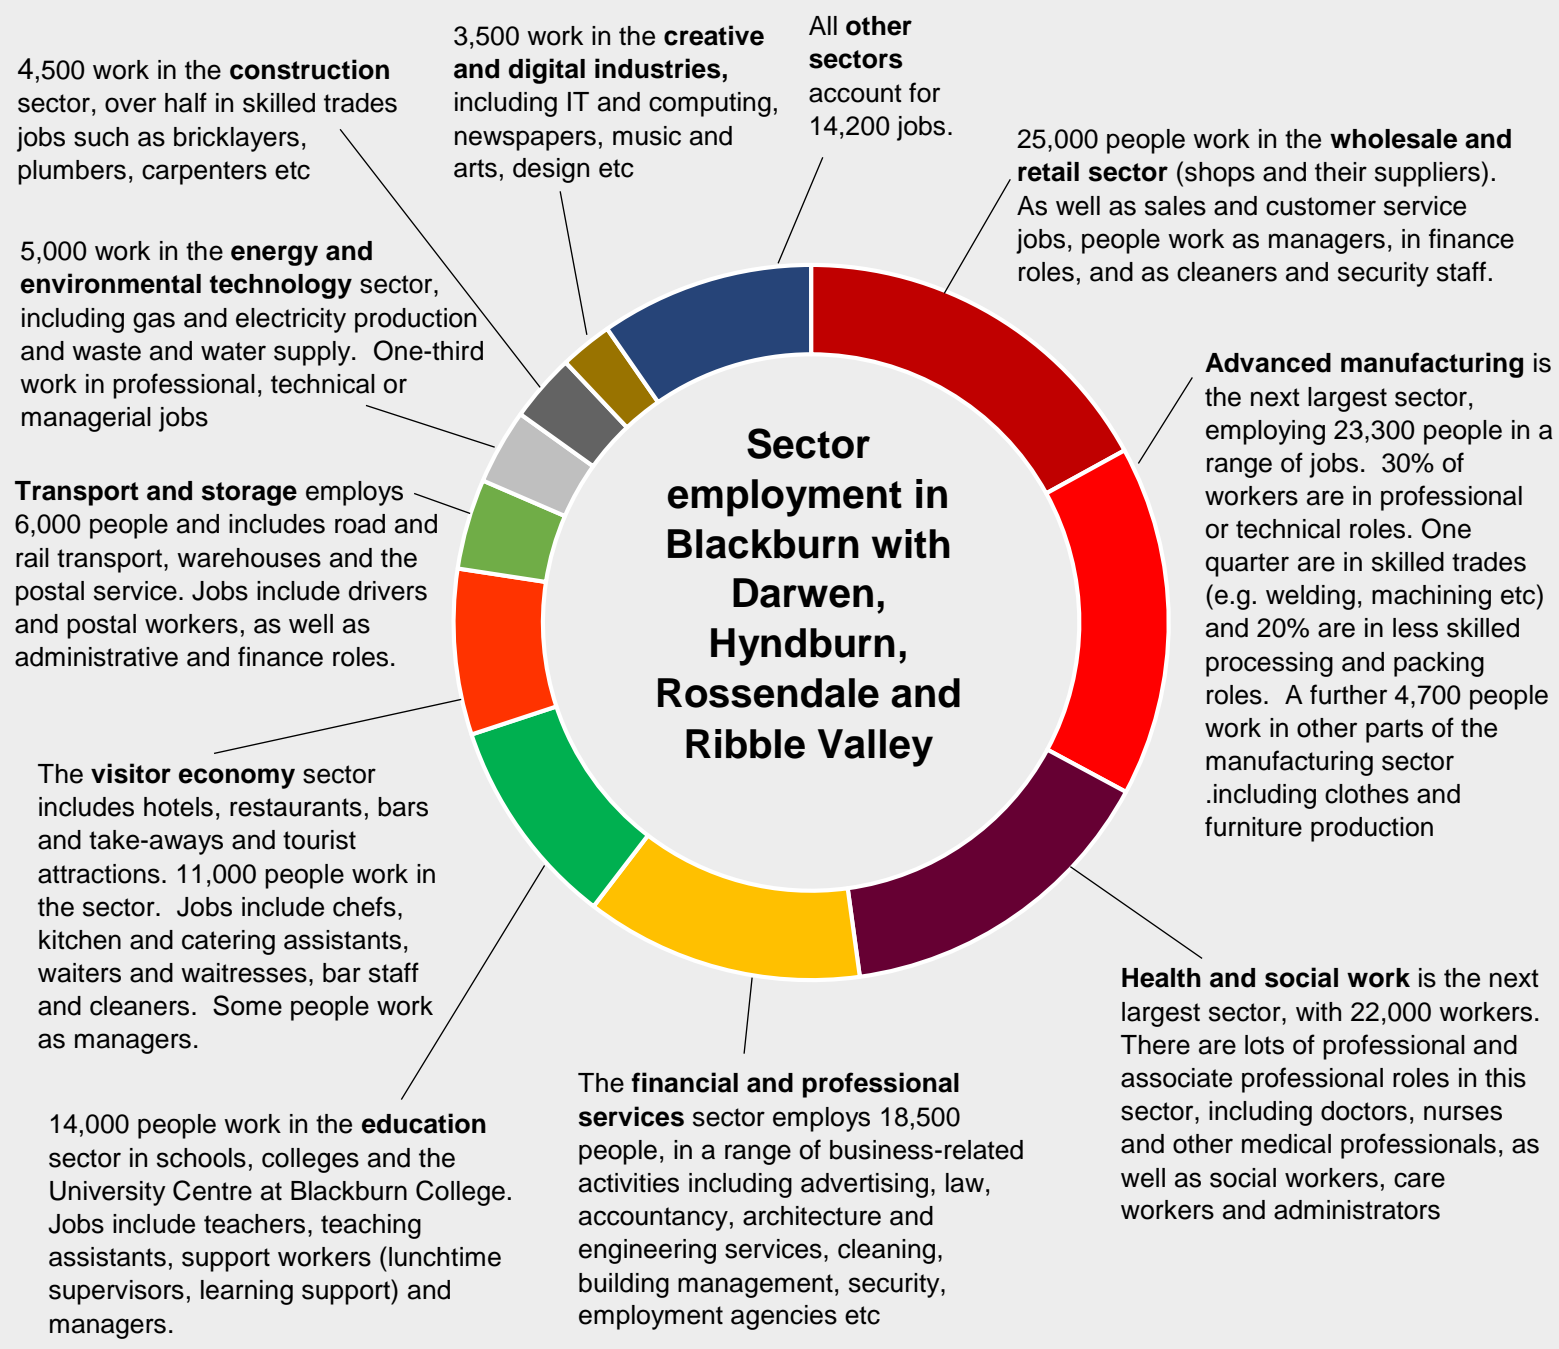 4,500 work in the construction
sector, over half in skilled trades
jobs such as bricklayers,
plumbers, carpenters etc
3,500 work in the creative
and digital industries,
including IT and computing,
newspapers, music and
arts, design etc
All other
sectors
account for
14,200 jobs.
25,000 people work in the wholesale and
retail sector (shops and their suppliers).
As well as sales and customer service
jobs, people work as managers, in finance
roles, and as cleaners and security staff.
5,000 work in the energy and
environmental technology sector,
including gas and electricity production
and waste and water supply.  One-third
work in professional, technical or
managerial jobs
Advanced manufacturing is
the next largest sector,
employing 23,300 people in a
range of jobs.  30% of
workers are in professional
or technical roles. One
quarter are in skilled trades
(e.g. welding, machining etc)
and 20% are in less skilled
processing and packing
roles.  A further 4,700 people
work in other parts of the
manufacturing sector
.including clothes and
furniture production
Sector
employment in
Blackburn with
Darwen,
Hyndburn,
Rossendale and
Ribble Valley
Transport and storage employs
6,000 people and includes road and
rail transport, warehouses and the
postal service. Jobs include drivers
and postal workers, as well as
administrative and finance roles.
The visitor economy sector
includes hotels, restaurants, bars
and take-aways and tourist
attractions. 11,000 people work in
the sector.  Jobs include chefs,
kitchen and catering assistants,
waiters and waitresses, bar staff
and cleaners.  Some people work
as managers.
Health and social work is the next
largest sector, with 22,000 workers.
There are lots of professional and
associate professional roles in this
sector, including doctors, nurses
and other medical professionals, as
well as social workers, care
workers and administrators
The financial and professional
services sector employs 18,500
people, in a range of business-related
activities including advertising, law,
accountancy, architecture and
engineering services, cleaning,
building management, security,
employment agencies etc
14,000 people work in the education
sector in schools, colleges and the
University Centre at Blackburn College.
Jobs include teachers, teaching
assistants, support workers (lunchtime
supervisors, learning support) and
managers.